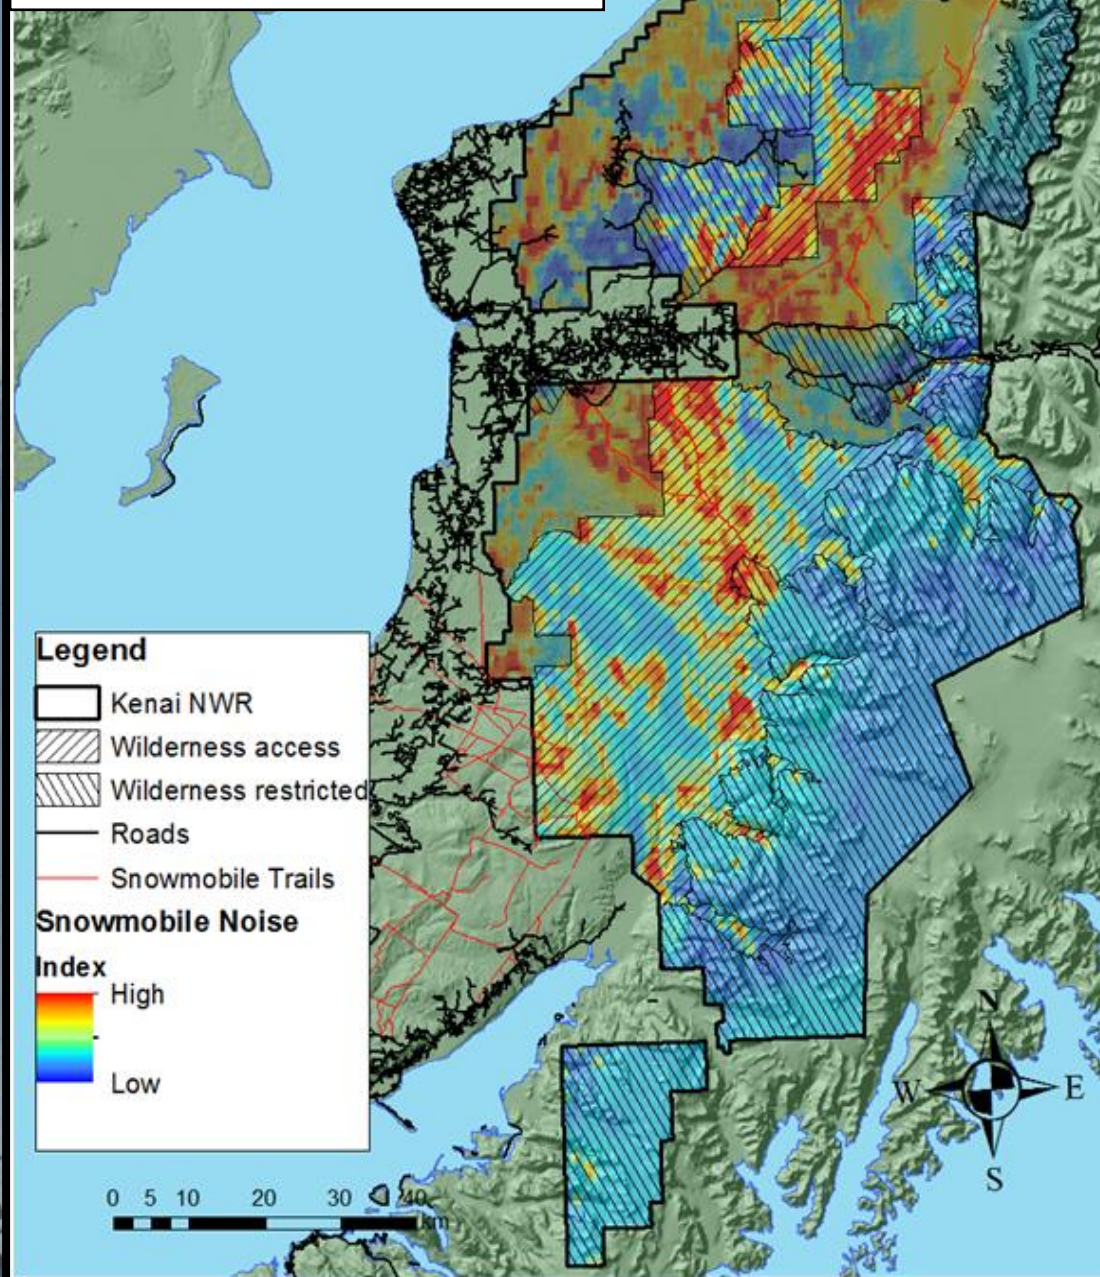 Legend
Kenai NWR
Wilderness access
Wilderness restricted
Roads
Snowmobile Trails
Snowmobile Noise
Index
High
Low
N
W E
S
0 5 10 20 30 40
km